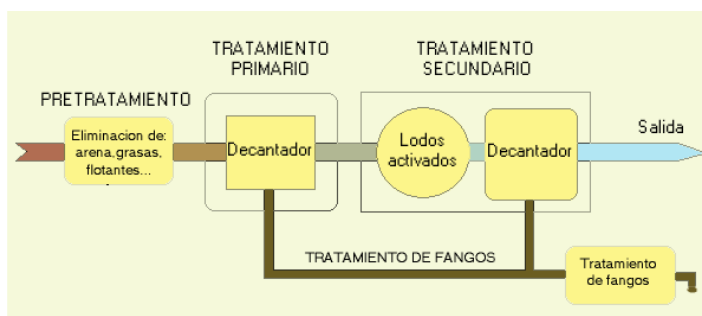 TRATAMIENTO
PRIMARIO
TRATAMIENTO
SECUNDARIO
PRETRATAMIENTO
Eliminacion de:
arena,grasas,
flotantes...
Decantador
Lodos
activados
Decantador
Salida
TRATAMIENTO DE FANGOS
Tratamiento
de fangos